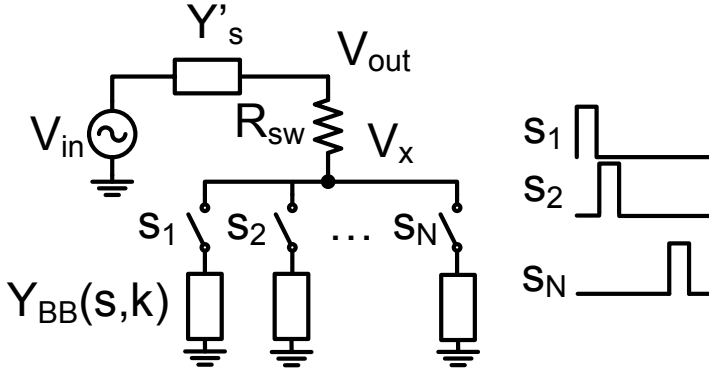 Y's
Vout
Vin
Rsw
Vx
s1
s2
...
sN
YBB(s,k)
s1
s2
sN